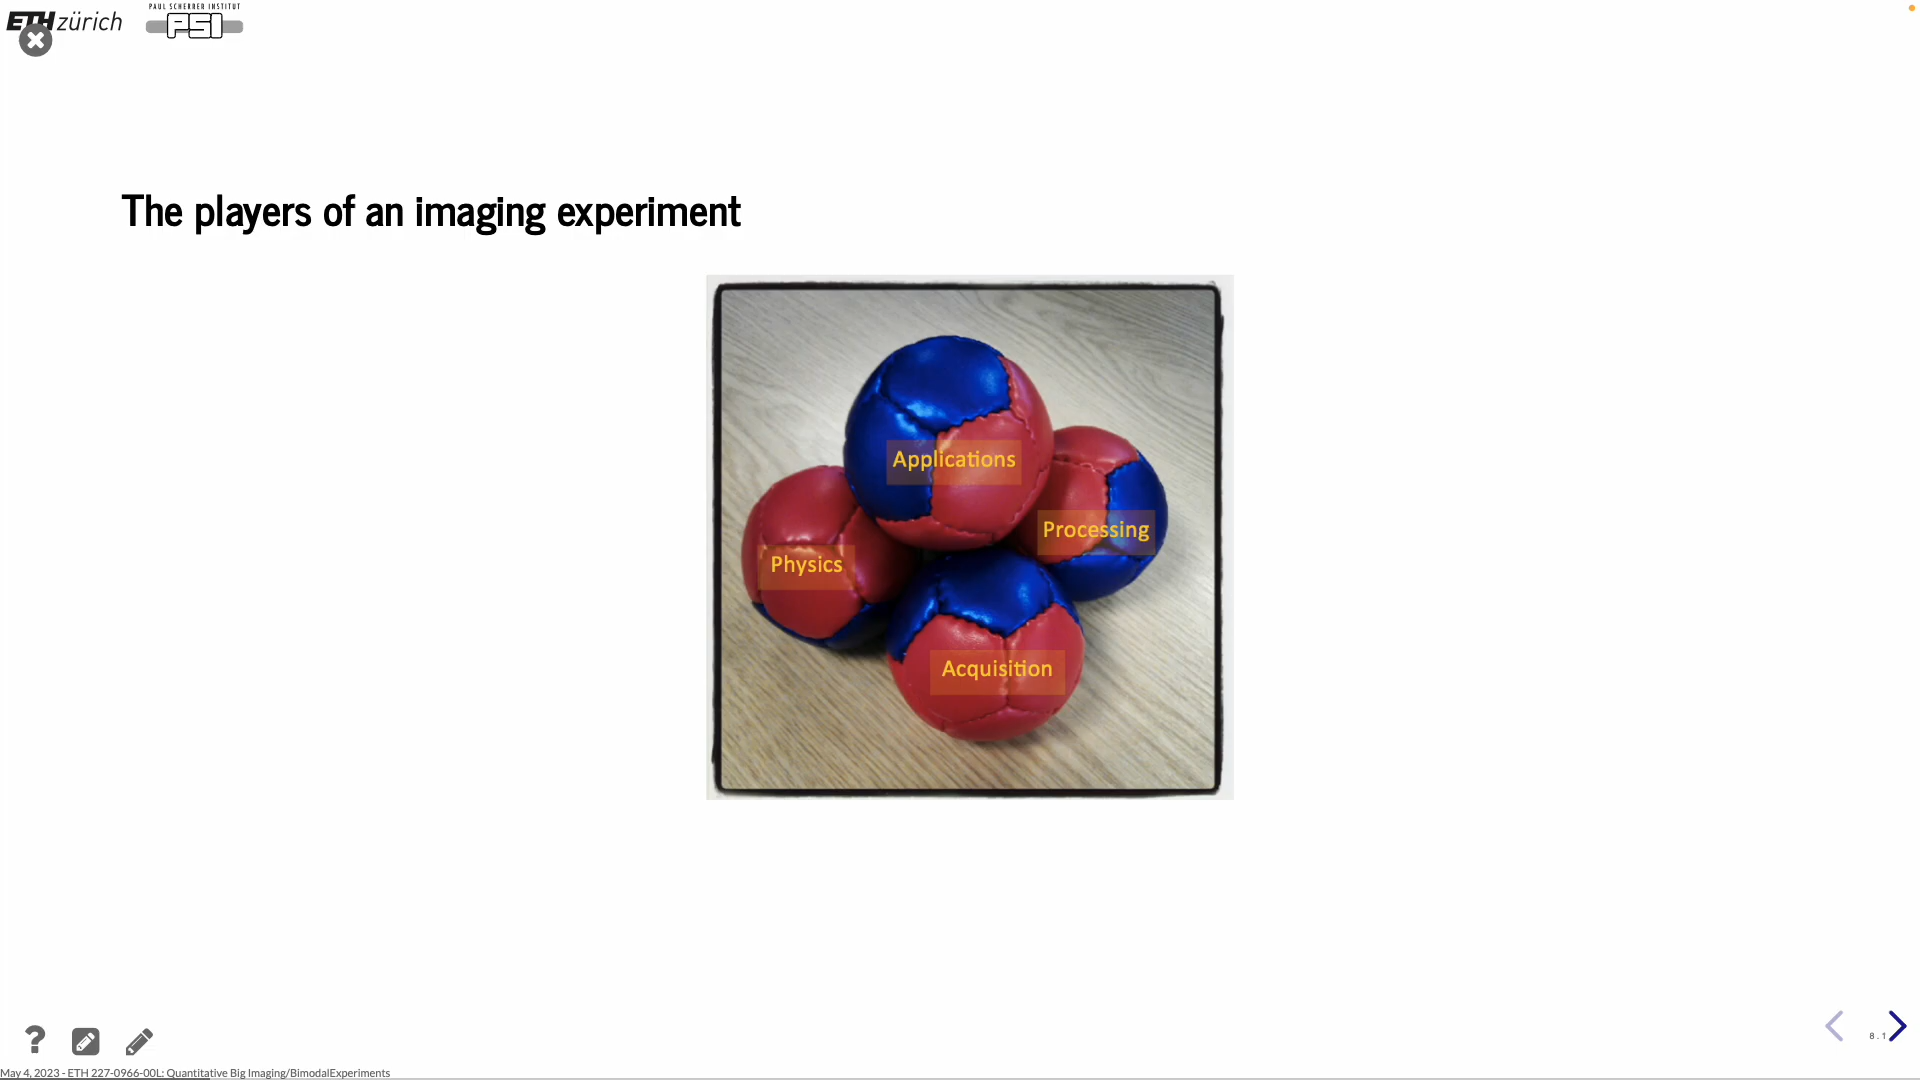 ETH zürich
PAUL SCHERRER INSTITUT
PSI
The players of an imaging experiment
Applications
Processing
Physics
Acquisition
?
8.1
May 4, 2023 - ETH 227-0966-00L: Quantitative Big Imaging/BimodalExperiments